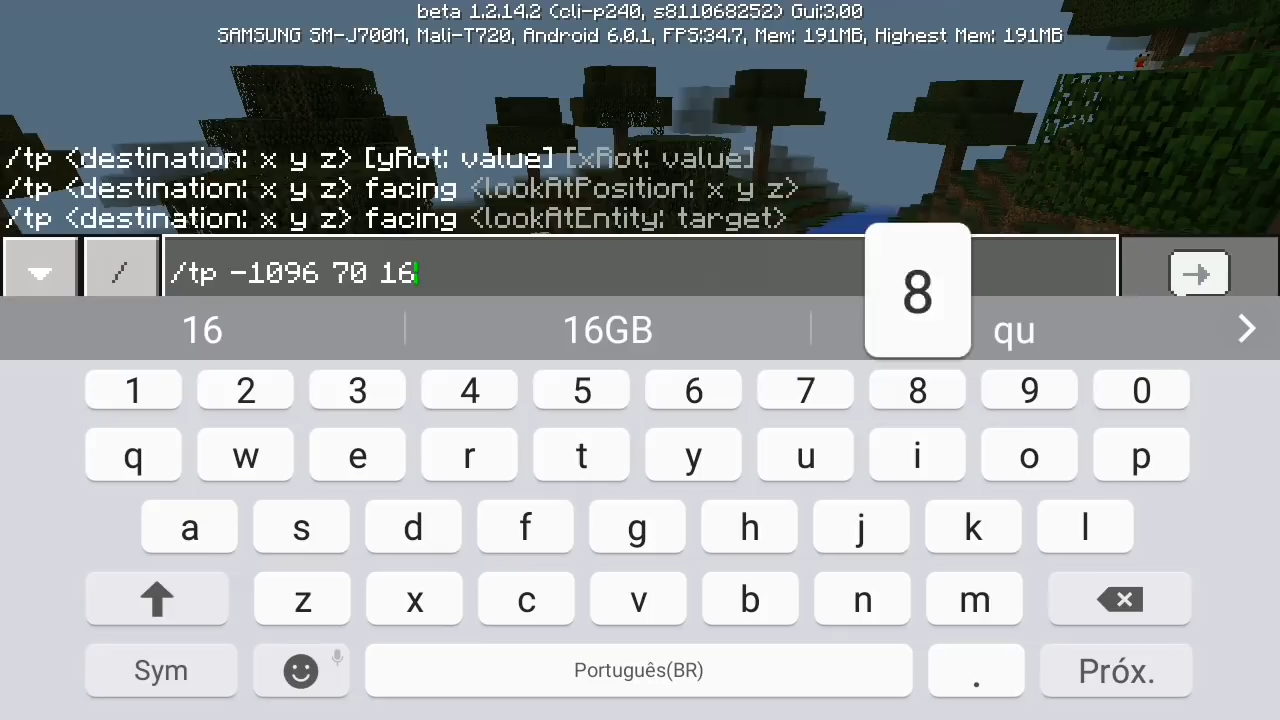 beta 1.2.14.2 (cli-p240, s811068252) Gui:3.00
SAMSUNG SM-J700M, Mali-T720, Android 6.0.1, FPS:34.7, Mem: 191MB, Highest Mem: 191MB
/tp <destination: x y z> [yRot: value] [xRot: value]
/tp <destination: x y z> facing <lookAtPosition: x y z>
/tp <destination: x y z> facing <lookAtEntity: target>
/ /tp -1096 70 16
8
16 16GB qu
1 2 3 4 5 6 7 8 9 0
q w e r t y u i o p
a s d f g h j k l
z x c v b n m
Sym Português(BR) . Próx.